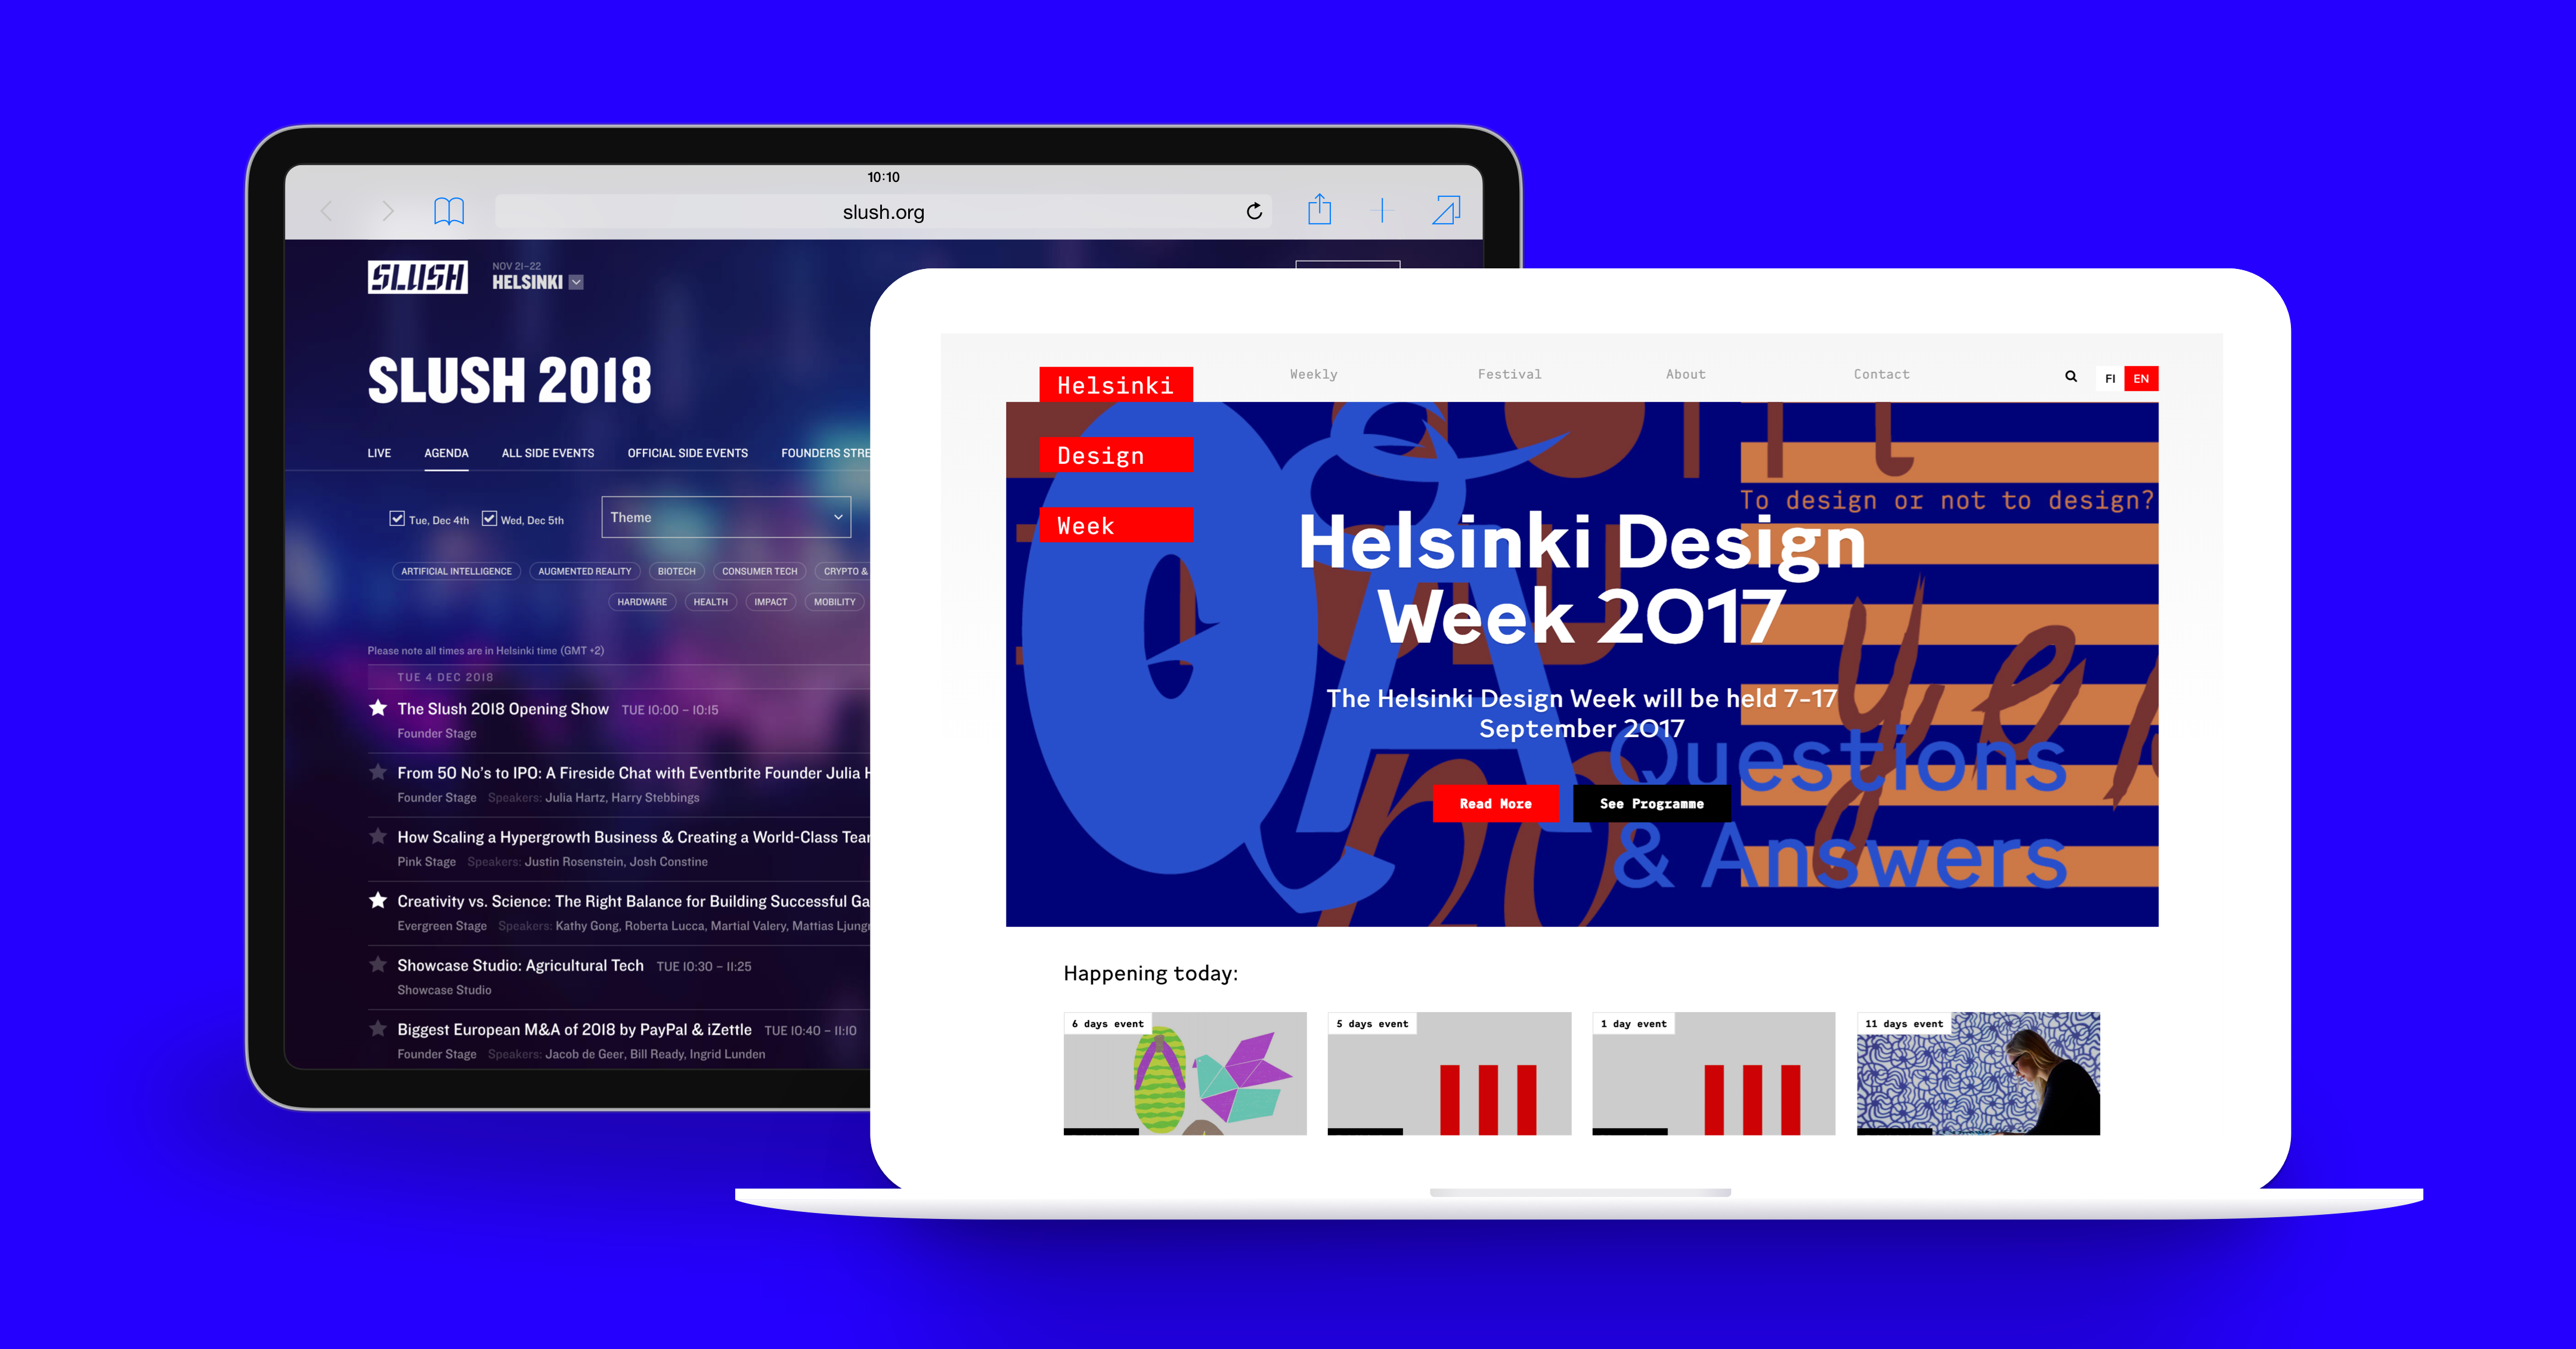 10:10
slush.org
SLUSH
NOV 21-22
HELSINKI
SLUSH 2018
LIVE AGENDA ALL SIDE EVENTS OFFICIAL SIDE EVENTS FOUNDERS STRE
Tue, Dec 4th Wed, Dec 5th Theme
ARTIFICIAL INTELLIGENCE AUGMENTED REALITY BIOTECH CONSUMER TECH CRYPTO &
HARDWARE HEALTH IMPACT MOBILITY
Please note all times are in Helsinki time (GMT +2)
TUE 4 DEC 2018
The Slush 2018 Opening Show TUE 10:00 – 10:15
Founder Stage
From 50 No's to IPO: A Fireside Chat with Eventbrite Founder Julia H
Founder Stage Speakers: Julia Hartz, Harry Stebbings
How Scaling a Hypergrowth Business & Creating a World-Class Tea
Pink Stage Speakers: Justin Rosenstein, Josh Constine
Creativity vs. Science: The Right Balance for Building Successful Ga
Evergreen Stage Speakers: Kathy Gong, Roberta Lucca, Martial Valery, Mattias Ljung
Showcase Studio: Agricultural Tech TUE 10:30 – 11:25
Showcase Studio
Biggest European M&A of 2018 by PayPal & iZettle TUE 10:40 – 11:10
Founder Stage Speakers: Jacob de Geer, Bill Ready, Ingrid Lunden
Helsinki
Design
Week
Weekly Festival About Contact FI EN
To design or not to design?
Helsinki Design
Week 2017
The Helsinki Design Week will be held 7-17
September 2017
Questions
& Answers
Q
A
yes
no
Read More See Programme
Happening today:
6 days event 5 days event 1 day event 11 days event